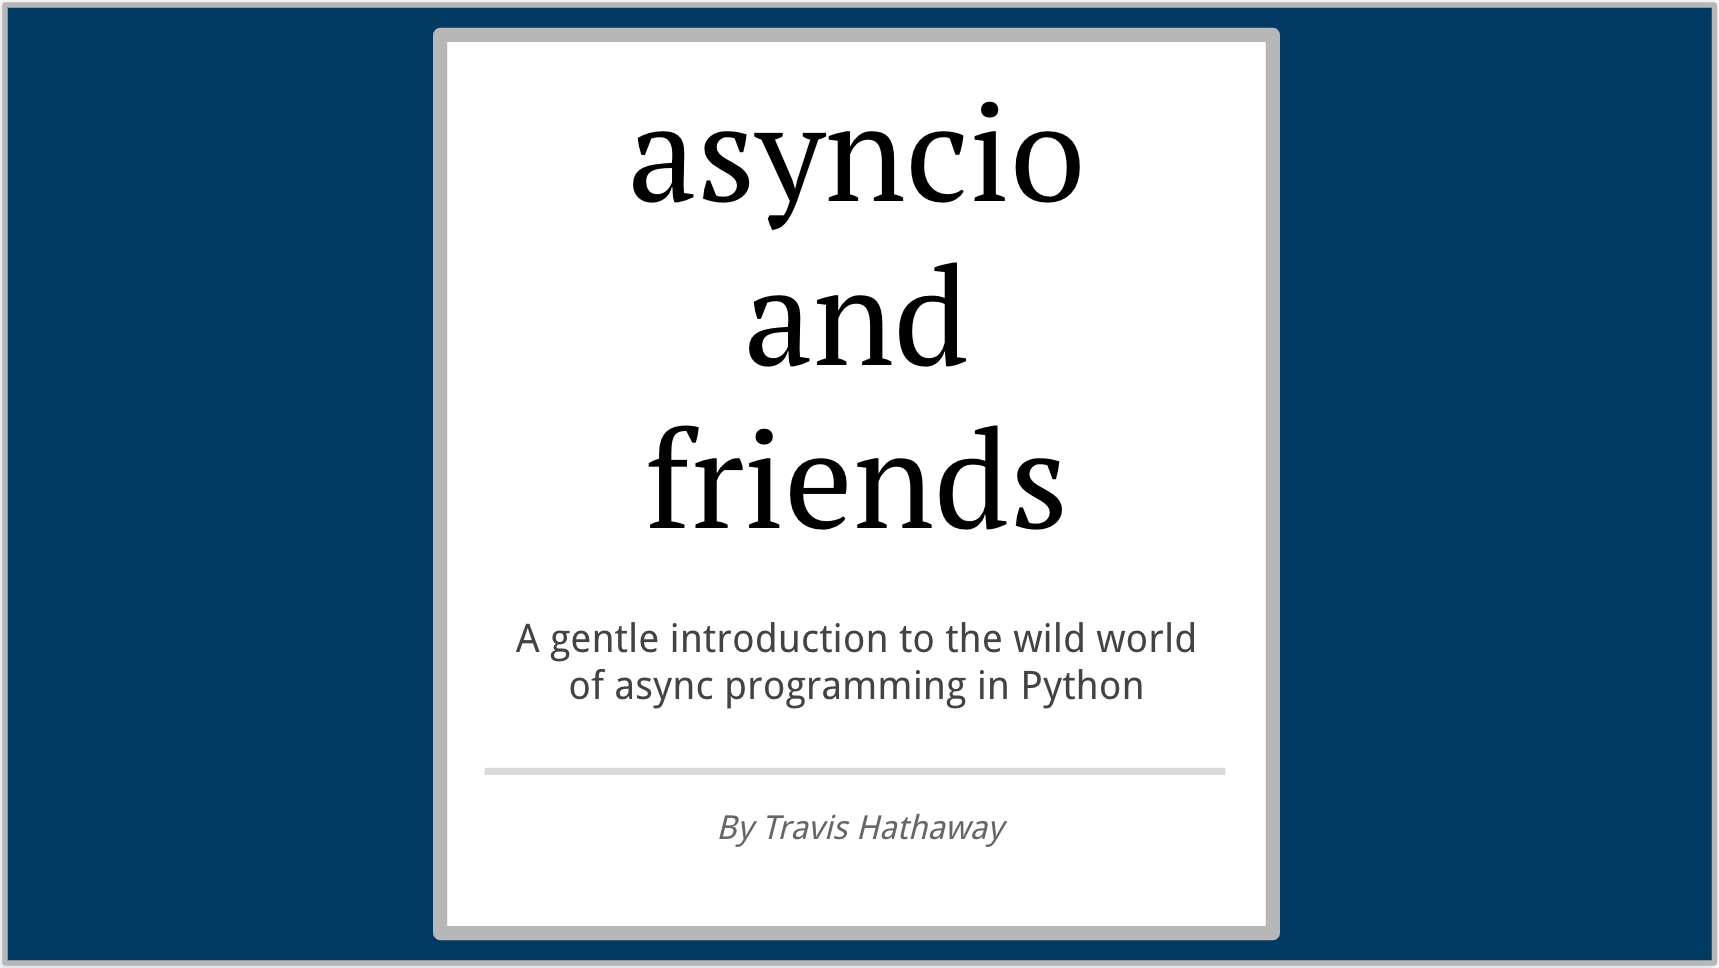 asyncio
and
friends
A gentle introduction to the wild world
of async programming in Python
By Travis Hathaway